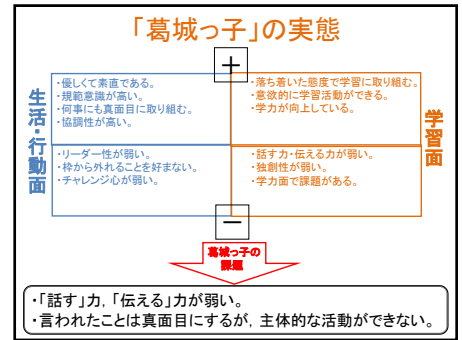 「葛城っ子」の実態
＋
生活・行動面
・優しくて素直である。
・規範意識が高い。
・何事にも真面目に取り組む。
・協調性が高い。
・落ち着いた態度で学習に取り組む。
・意欲的に学習活動ができる。
・学力が向上している。
学習面
・リーダー性が弱い。
・枠から外れることを好まない。
・チャレンジ心が弱い。
・話す力・伝える力が弱い。
・独創性が弱い。
・学力面で課題がある。
－
葛城っ子の
課題
・「話す」力，「伝える」力が弱い。
・言われたことは真面目にするが，主体的な活動ができない。